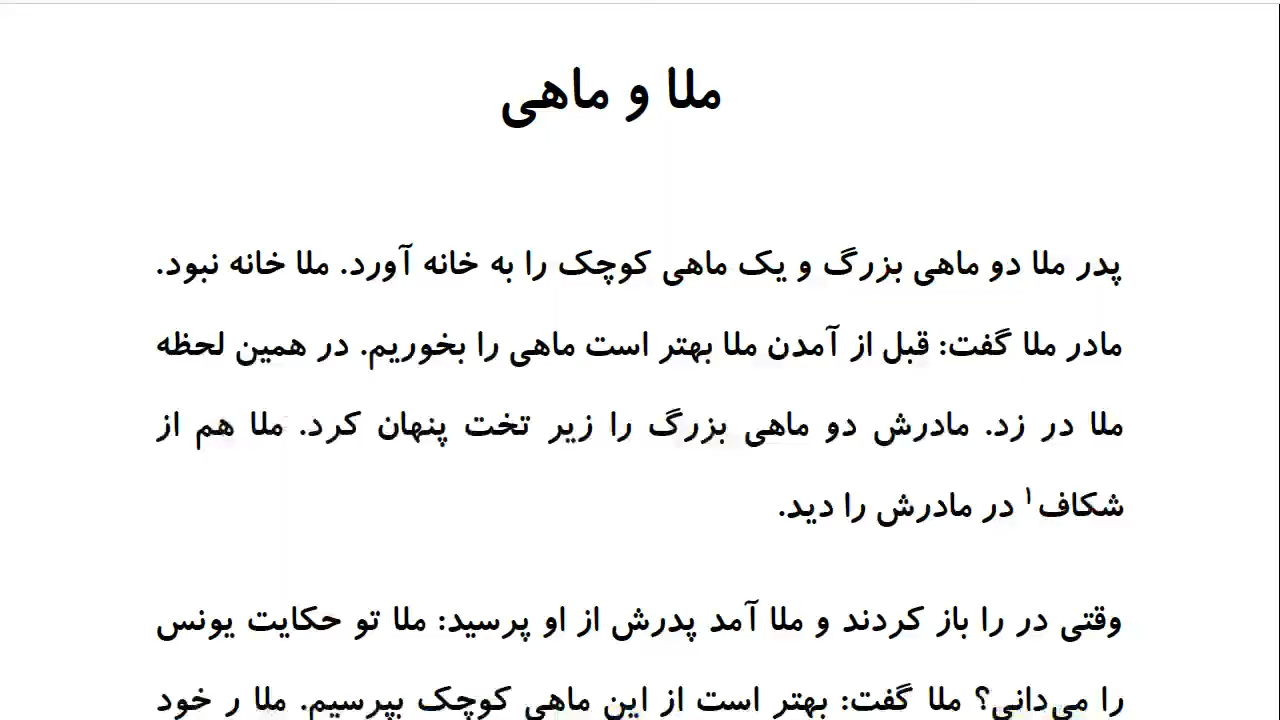 ملا و ماهی
پدر ملا دو ماهی بزرگ و یک ماهی کوچک را به خانه آورد. ملا خانه نبود.
مادر ملا گفت: قبل از آمدن ملا بهتر است ماهی را بخوریم. در همین لحظه
ملا در زد. مادرش دو ماهی بزرگ را زیر تخت پنهان کرد. ملا هم از
شکاف۱ در مادرش را دید.
وقتی در را باز کردند و ملا آمد پدرش از او پرسید: ملا تو حکایت یونس
را می‌دانی؟ ملا گفت: بهتر است از این ماهی کوچک بپرسیم. ملا ر خود